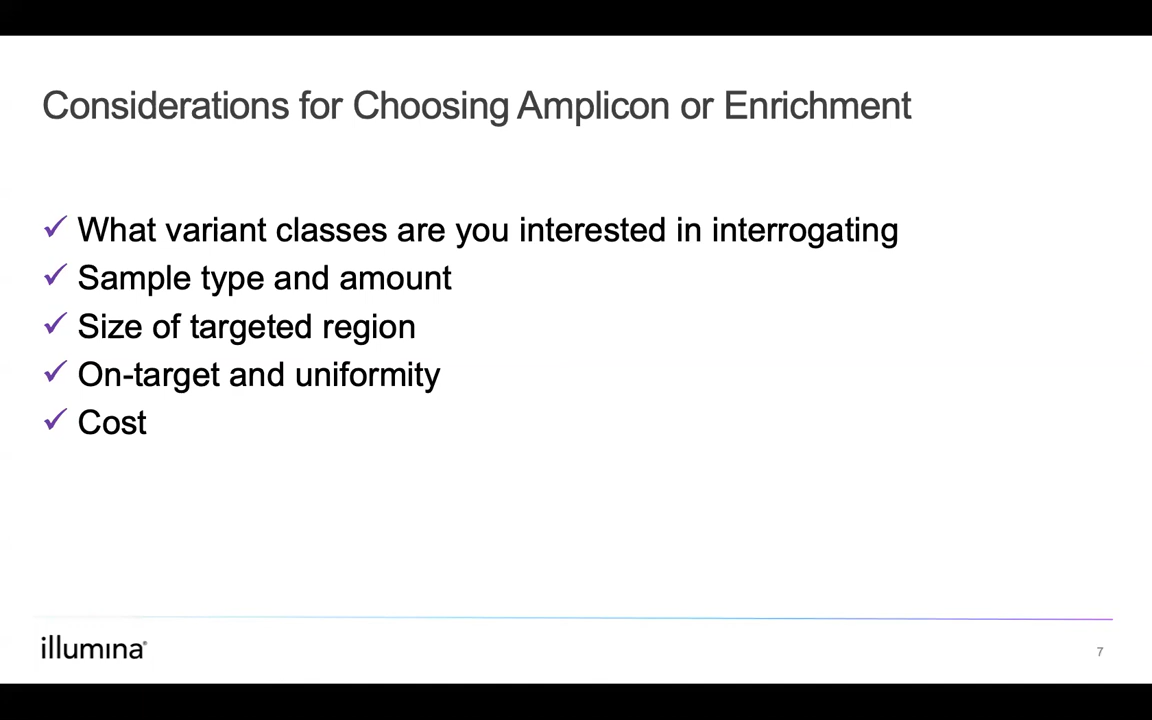 Considerations for Choosing Amplicon or Enrichment
✓ What variant classes are you interested in interrogating
✓ Sample type and amount
✓ Size of targeted region
✓ On-target and uniformity
✓ Cost
illumina®
7